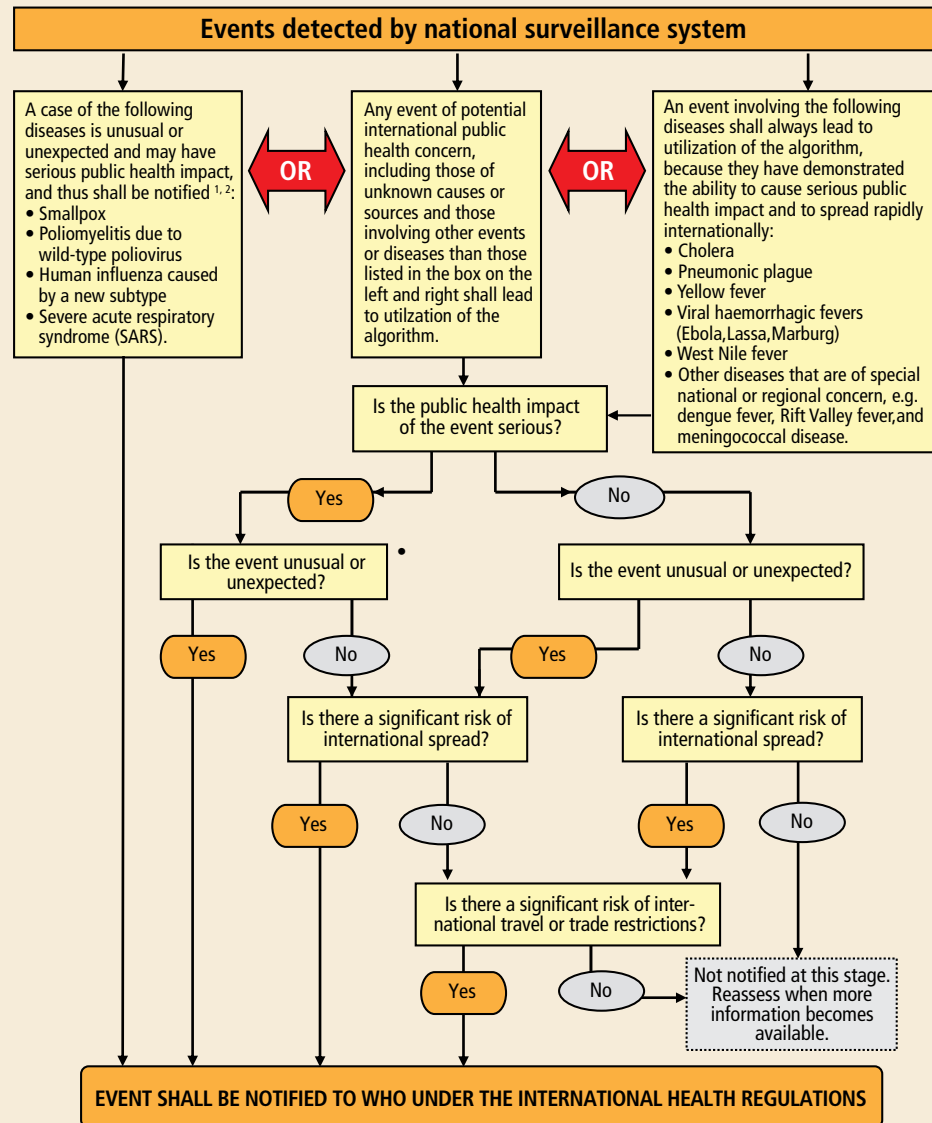 Events detected by national surveillance system
A case of the following
diseases is unusual or
unexpected and may have
serious public health impact,
and thus shall be notified 1, 2:
• Smallpox
• Poliomyelitis due to
wild-type poliovirus
• Human influenza caused
by a new subtype
• Severe acute respiratory
syndrome (SARS).
OR
Any event of potential
international public
health concern,
including those of
unknown causes or
sources and those
involving other events
or diseases than those
listed in the box on the
left and right shall lead
to utilzation of the
algorithm.
OR
An event involving the following
diseases shall always lead to
utilization of the algorithm,
because they have demonstrated
the ability to cause serious public
health impact and to spread rapidly
internationally:
• Cholera
• Pneumonic plague
• Yellow fever
• Viral haemorrhagic fevers
(Ebola,Lassa,Marburg)
• West Nile fever
• Other diseases that are of special
national or regional concern, e.g.
dengue fever, Rift Valley fever,and
meningococcal disease.
Is the public health impact
of the event serious?
Yes
No
Is the event unusual or
unexpected?
•
Is the event unusual or unexpected?
Yes
No
Yes
No
Is there a significant risk of
international spread?
Is there a significant risk of
international spread?
Yes
No
Yes
No
Is there a significant risk of inter-
national travel or trade restrictions?
Yes
No
Not notified at this stage.
Reassess when more
information becomes
available.
EVENT SHALL BE NOTIFIED TO WHO UNDER THE INTERNATIONAL HEALTH REGULATIONS